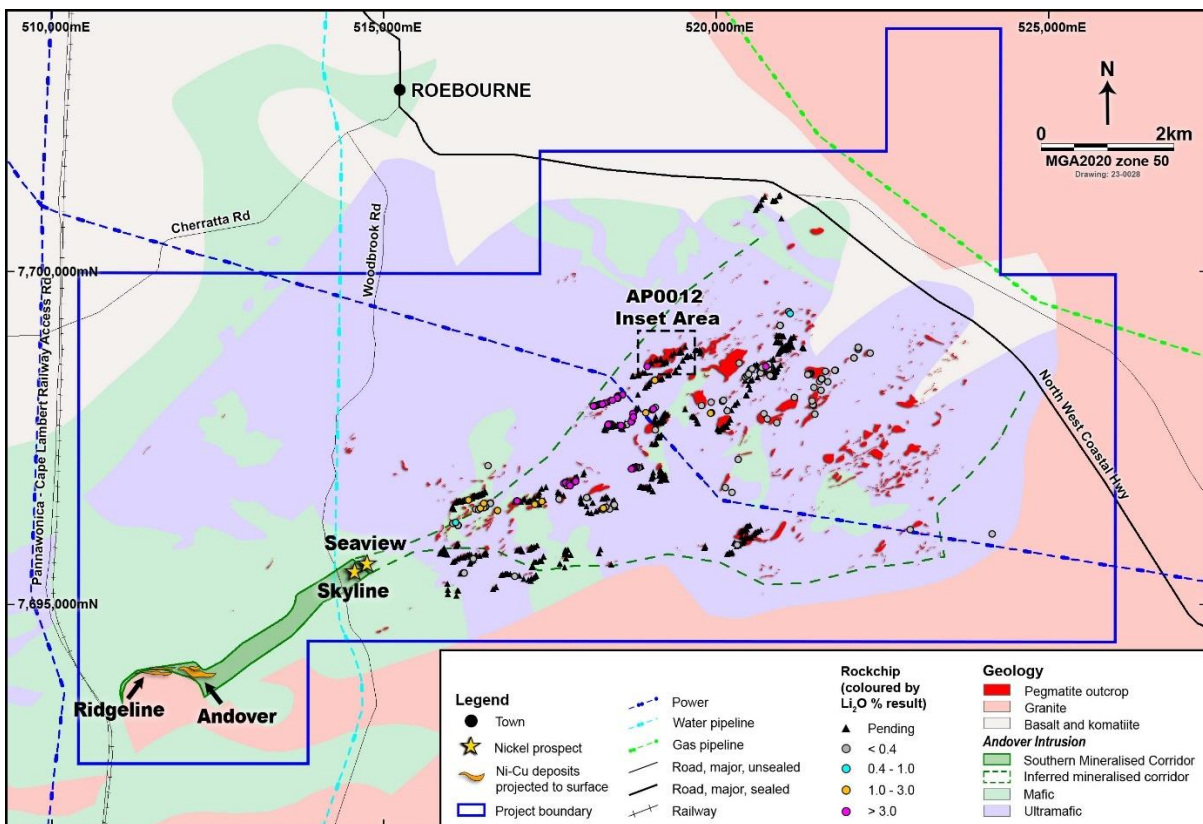 510,000mE
515,000mE
520,000mE
525,000mE
ROEBOURNE
N
0 2km
MGA2020 zone 50
Drawing: 23-0028
Cherratta Rd
Woodbrook Rd
Pannawonica Cape Lambert Railway Access Rd
7,700,000mN
AP0012
Inset Area
North West Coastal Hwy
Seaview
Skyline
7,695,000mN
Ridgeline
Andover
Legend
Town
Nickel prospect
Ni-Cu deposits
projected to surface
Project boundary
Power
Water pipeline
Gas pipeline
Road, major, unsealed
Road, major, sealed
Railway
Rockchip
(coloured by
Li₂O % result)
Pending
< 0.4
0.4 - 1.0
1.0 - 3.0
> 3.0
Geology
Pegmatite outcrop
Granite
Basalt and komatiite
Andover Intrusion
Southern Mineralised Corridor
Inferred mineralised corridor
Mafic
Ultramafic